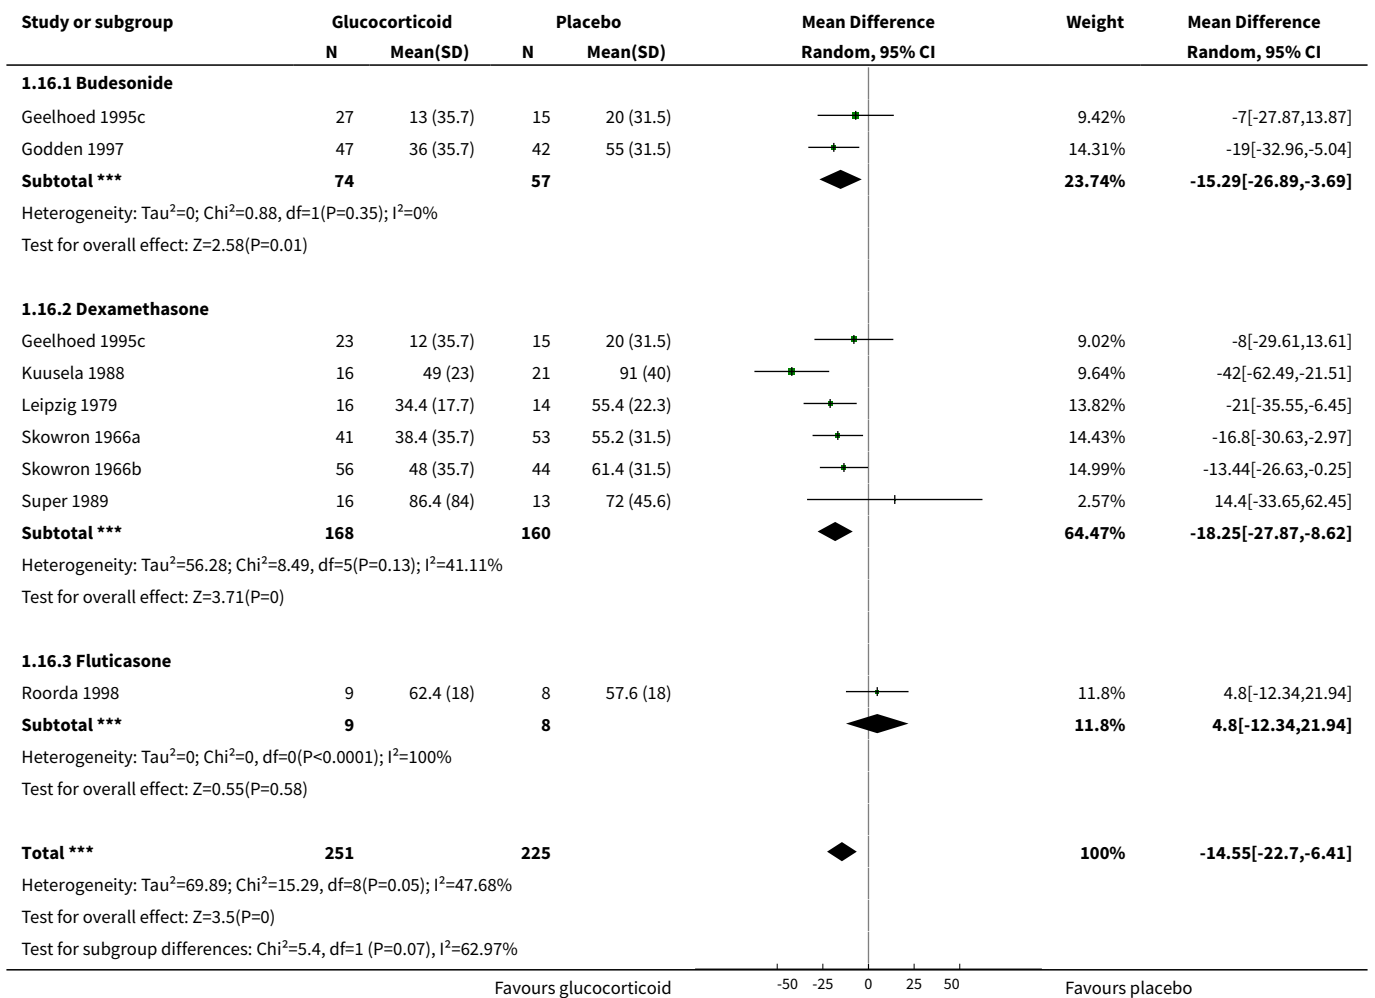 Study or subgroup Glucocorticoid Placebo Mean Difference Weight Mean Difference
N Mean(SD) N Mean(SD) Random, 95% CI Random, 95% CI
1.16.1 Budesonide
Geelhoed 1995c 27 13 (35.7) 15 20 (31.5) 9.42% -7[-27.87,13.87]
Godden 1997 47 36 (35.7) 42 55 (31.5) 14.31% -19[-32.96,-5.04]
Subtotal *** 74 57 23.74% -15.29[-26.89,-3.69]
Heterogeneity: Tau²=0; Chi²=0.88, df=1(P=0.35); I²=0%
Test for overall effect: Z=2.58(P=0.01)
1.16.2 Dexamethasone
Geelhoed 1995c 23 12 (35.7) 15 20 (31.5) 9.02% -8[-29.61,13.61]
Kuusela 1988 16 49 (23) 21 91 (40) 9.64% -42[-62.49,-21.51]
Leipzig 1979 16 34.4 (17.7) 14 55.4 (22.3) 13.82% -21[-35.55,-6.45]
Skowron 1966a 41 38.4 (35.7) 53 55.2 (31.5) 14.43% -16.8[-30.63,-2.97]
Skowron 1966b 56 48 (35.7) 44 61.4 (31.5) 14.99% -13.44[-26.63,-0.25]
Super 1989 16 86.4 (84) 13 72 (45.6) 2.57% 14.4[-33.65,62.45]
Subtotal *** 168 160 64.47% -18.25[-27.87,-8.62]
Heterogeneity: Tau²=56.28; Chi²=8.49, df=5(P=0.13); I²=41.11%
Test for overall effect: Z=3.71(P=0)
1.16.3 Fluticasone
Roorda 1998 9 62.4 (18) 8 57.6 (18) 11.8% 4.8[-12.34,21.94]
Subtotal *** 9 8 11.8% 4.8[-12.34,21.94]
Heterogeneity: Tau²=0; Chi²=0, df=0(P<0.0001); I²=100%
Test for overall effect: Z=0.55(P=0.58)
Total *** 251 225 100% -14.55[-22.7,-6.41]
Heterogeneity: Tau²=69.89; Chi²=15.29, df=8(P=0.05); I²=47.68%
Test for overall effect: Z=3.5(P=0)
Test for subgroup differences: Chi²=5.4, df=1 (P=0.07), I²=62.97%
Favours glucocorticoid -50 -25 0 25 50 Favours placebo